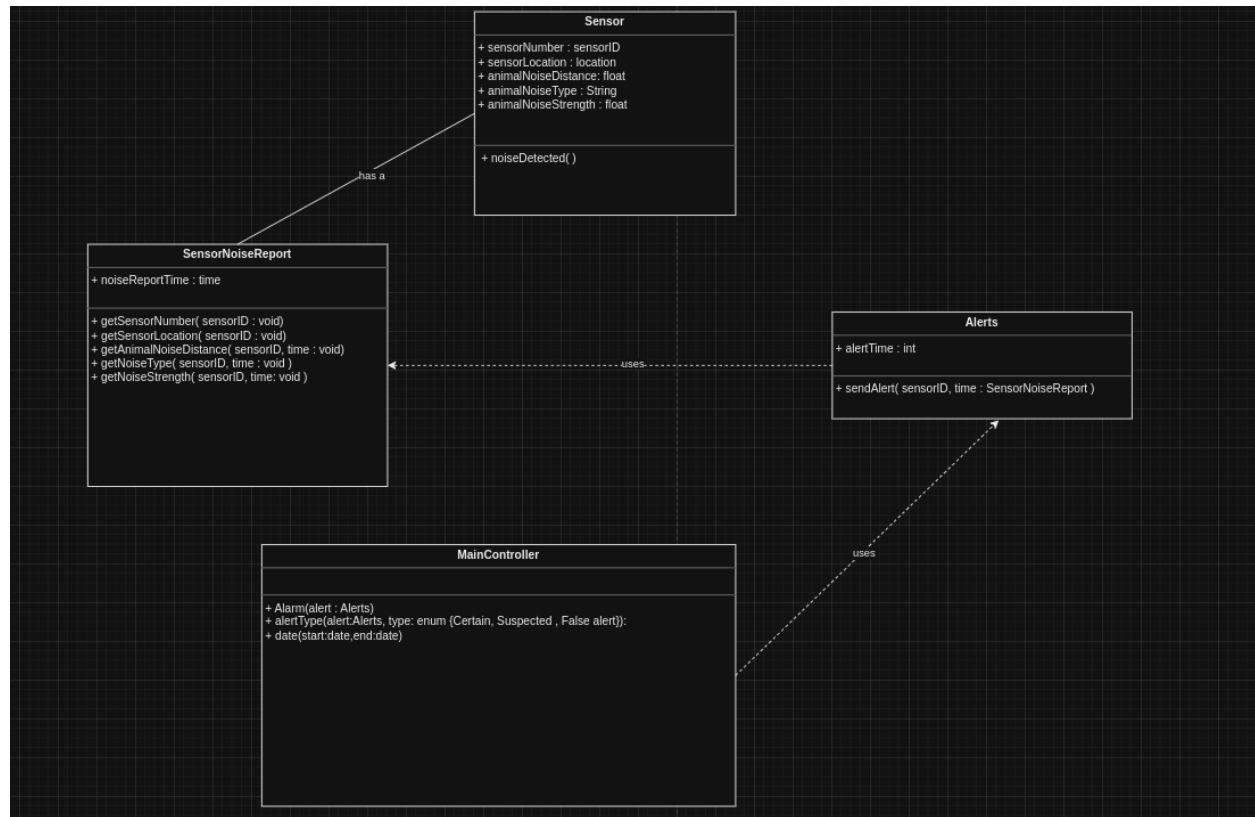 Sensor
+ sensorNumber : sensorID
+ sensorLocation : location
+ animalNoiseDistance: float
+ animalNoiseType : String
+ animalNoiseStrength : float
+ noiseDetected( )
has a
SensorNoiseReport
+ noiseReportTime : time
+ getSensorNumber( sensorID : void)
+ getSensorLocation( sensorID : void)
+ getAnimalNoiseDistance( sensorID, time : void)
+ getNoiseType( sensorID, time : void )
+ getNoiseStrength( sensorID, time: void )
uses
Alerts
+ alertTime : int
+ sendAlert( sensorID, time : SensorNoiseReport )
uses
MainController
+ Alarm(alert : Alerts)
+ alertType(alert:Alerts, type: enum {Certain, Suspected , False alert}):
+ date(start:date,end:date)